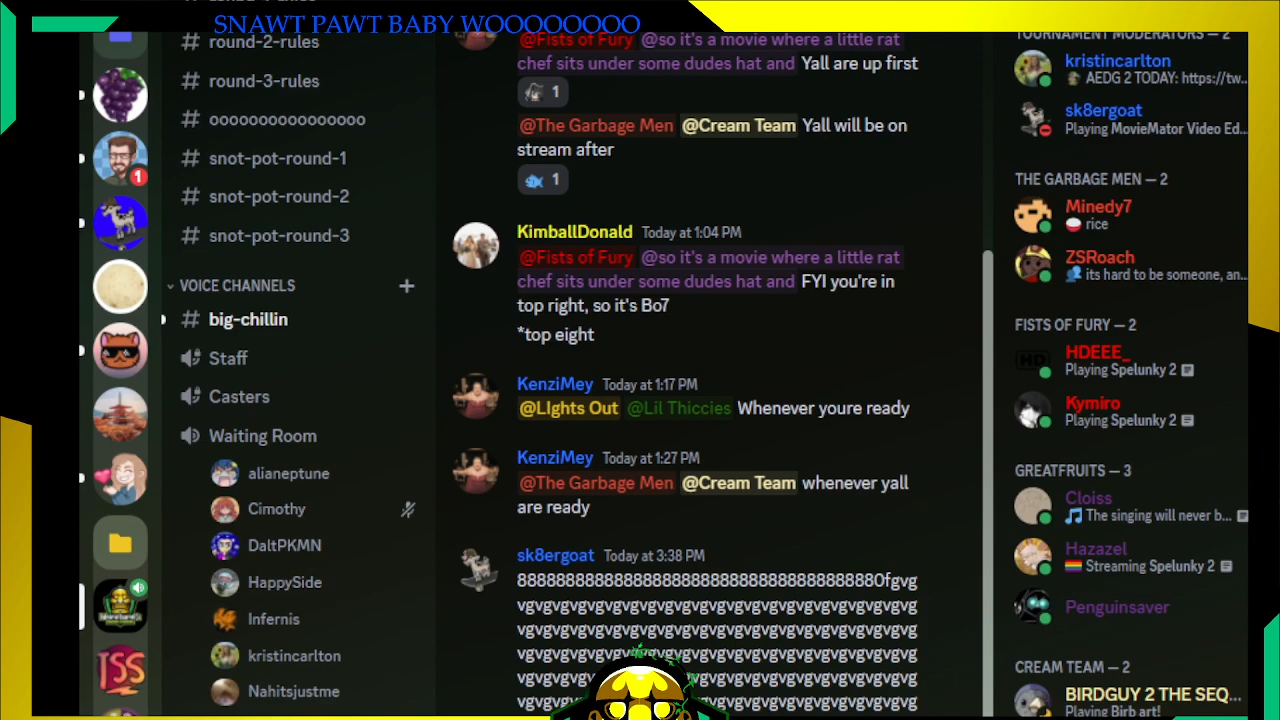 SNAWT PAWT BABY WOOOOOOOO
# round-2-rules
# round-3-rules
# oooooooooooooooo
# snot-pot-round-1
# snot-pot-round-2
# snot-pot-round-3
VOICE CHANNELS +
# big-chillin
Staff
Casters
Waiting Room
alianeptune
Cimothy
DaltPKMN
HappySide
Infernis
kristincarlton
Nahitsjustme
1
TSS
@Fists of Fury @so it's a movie where a little rat
chef sits under some dudes hat and Yall are up first
1
@The Garbage Men @Cream Team Yall will be on
stream after
1
KimballDonald Today at 1:04 PM
@Fists of Fury @so it's a movie where a little rat
chef sits under some dudes hat and FYI you're in
top right, so it's Bo7
*top eight
KenziMey Today at 1:17 PM
@LIghts Out @Lil Thiccies Whenever youre ready
KenziMey Today at 1:27 PM
@The Garbage Men @Cream Team whenever yall
are ready
sk8ergoat Today at 3:38 PM
TOURNAMENT MODERATORS — 2
kristincarlton
AEDG 2 TODAY: https://tw...
sk8ergoat
Playing MovieMator Video Ed...
THE GARBAGE MEN — 2
Minedy7
rice
ZSRoach
its hard to be someone, an...
FISTS OF FURY — 2
HD
HDEEE_
Playing Spelunky 2
Kymiro
Playing Spelunky 2
GREATFRUITS — 3
Cloiss
The singing will never b...
Hazazel
Streaming Spelunky 2
Penguinsaver
CREAM TEAM — 2
BIRDGUY 2 THE SEQ...
Playing Birb art!